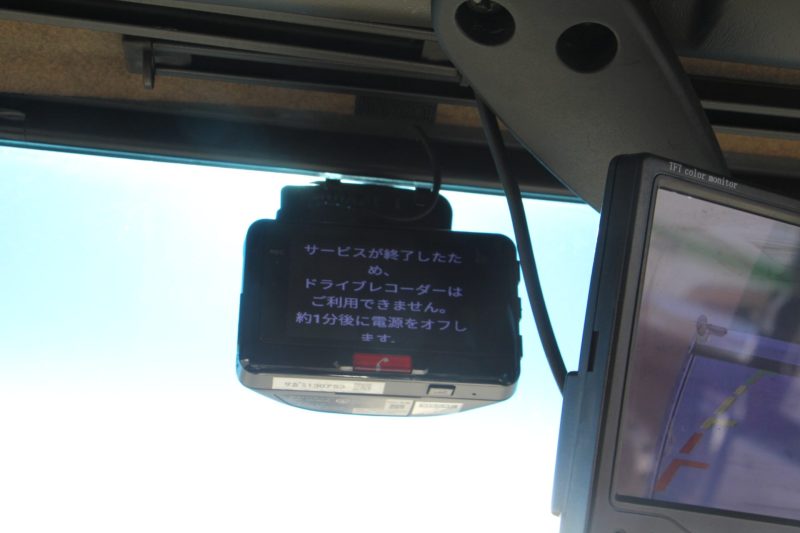 TFT color monitor
サービスが終了したた
め、
ドライブレコーダーは
ご利用できません。
約1分後に電源をオフし
ます。